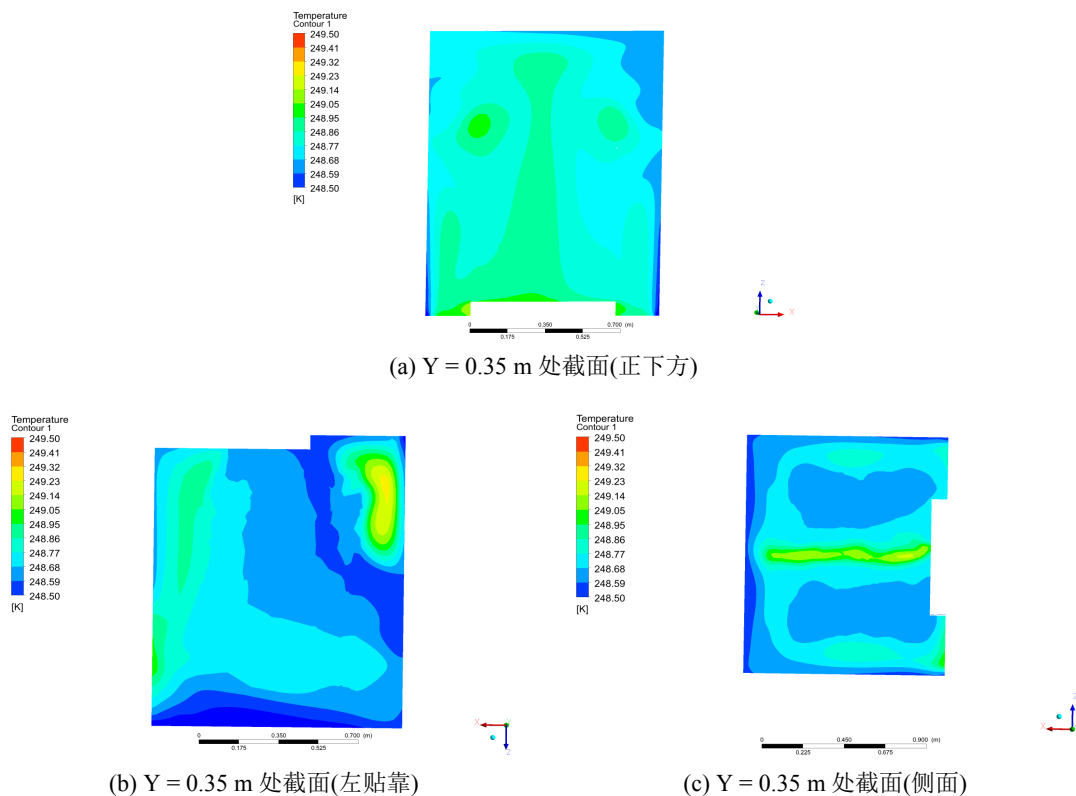 Temperature
Contour 1
249.50
249.41
249.32
249.23
249.14
249.05
248.95
248.86
248.77
248.68
248.59
248.50
[K]
Z
X
0 0.350 0.700 (m)
0.175 0.525
(a) Y = 0.35 m 处截面(正下方)
Temperature
Contour 1
249.50
249.41
249.32
249.23
249.14
249.05
248.95
248.86
248.77
248.68
248.59
248.50
[K]
0 0.350 0.700 (m)
0.175 0.525
X
Z
(b) Y = 0.35 m 处截面(左贴靠)
Temperature
Contour 1
249.50
249.41
249.32
249.23
249.14
249.05
248.95
248.86
248.77
248.68
248.59
248.50
[K]
0 0.450 0.900 (m)
0.225 0.675
Z
X
(c) Y = 0.35 m 处截面(侧面)